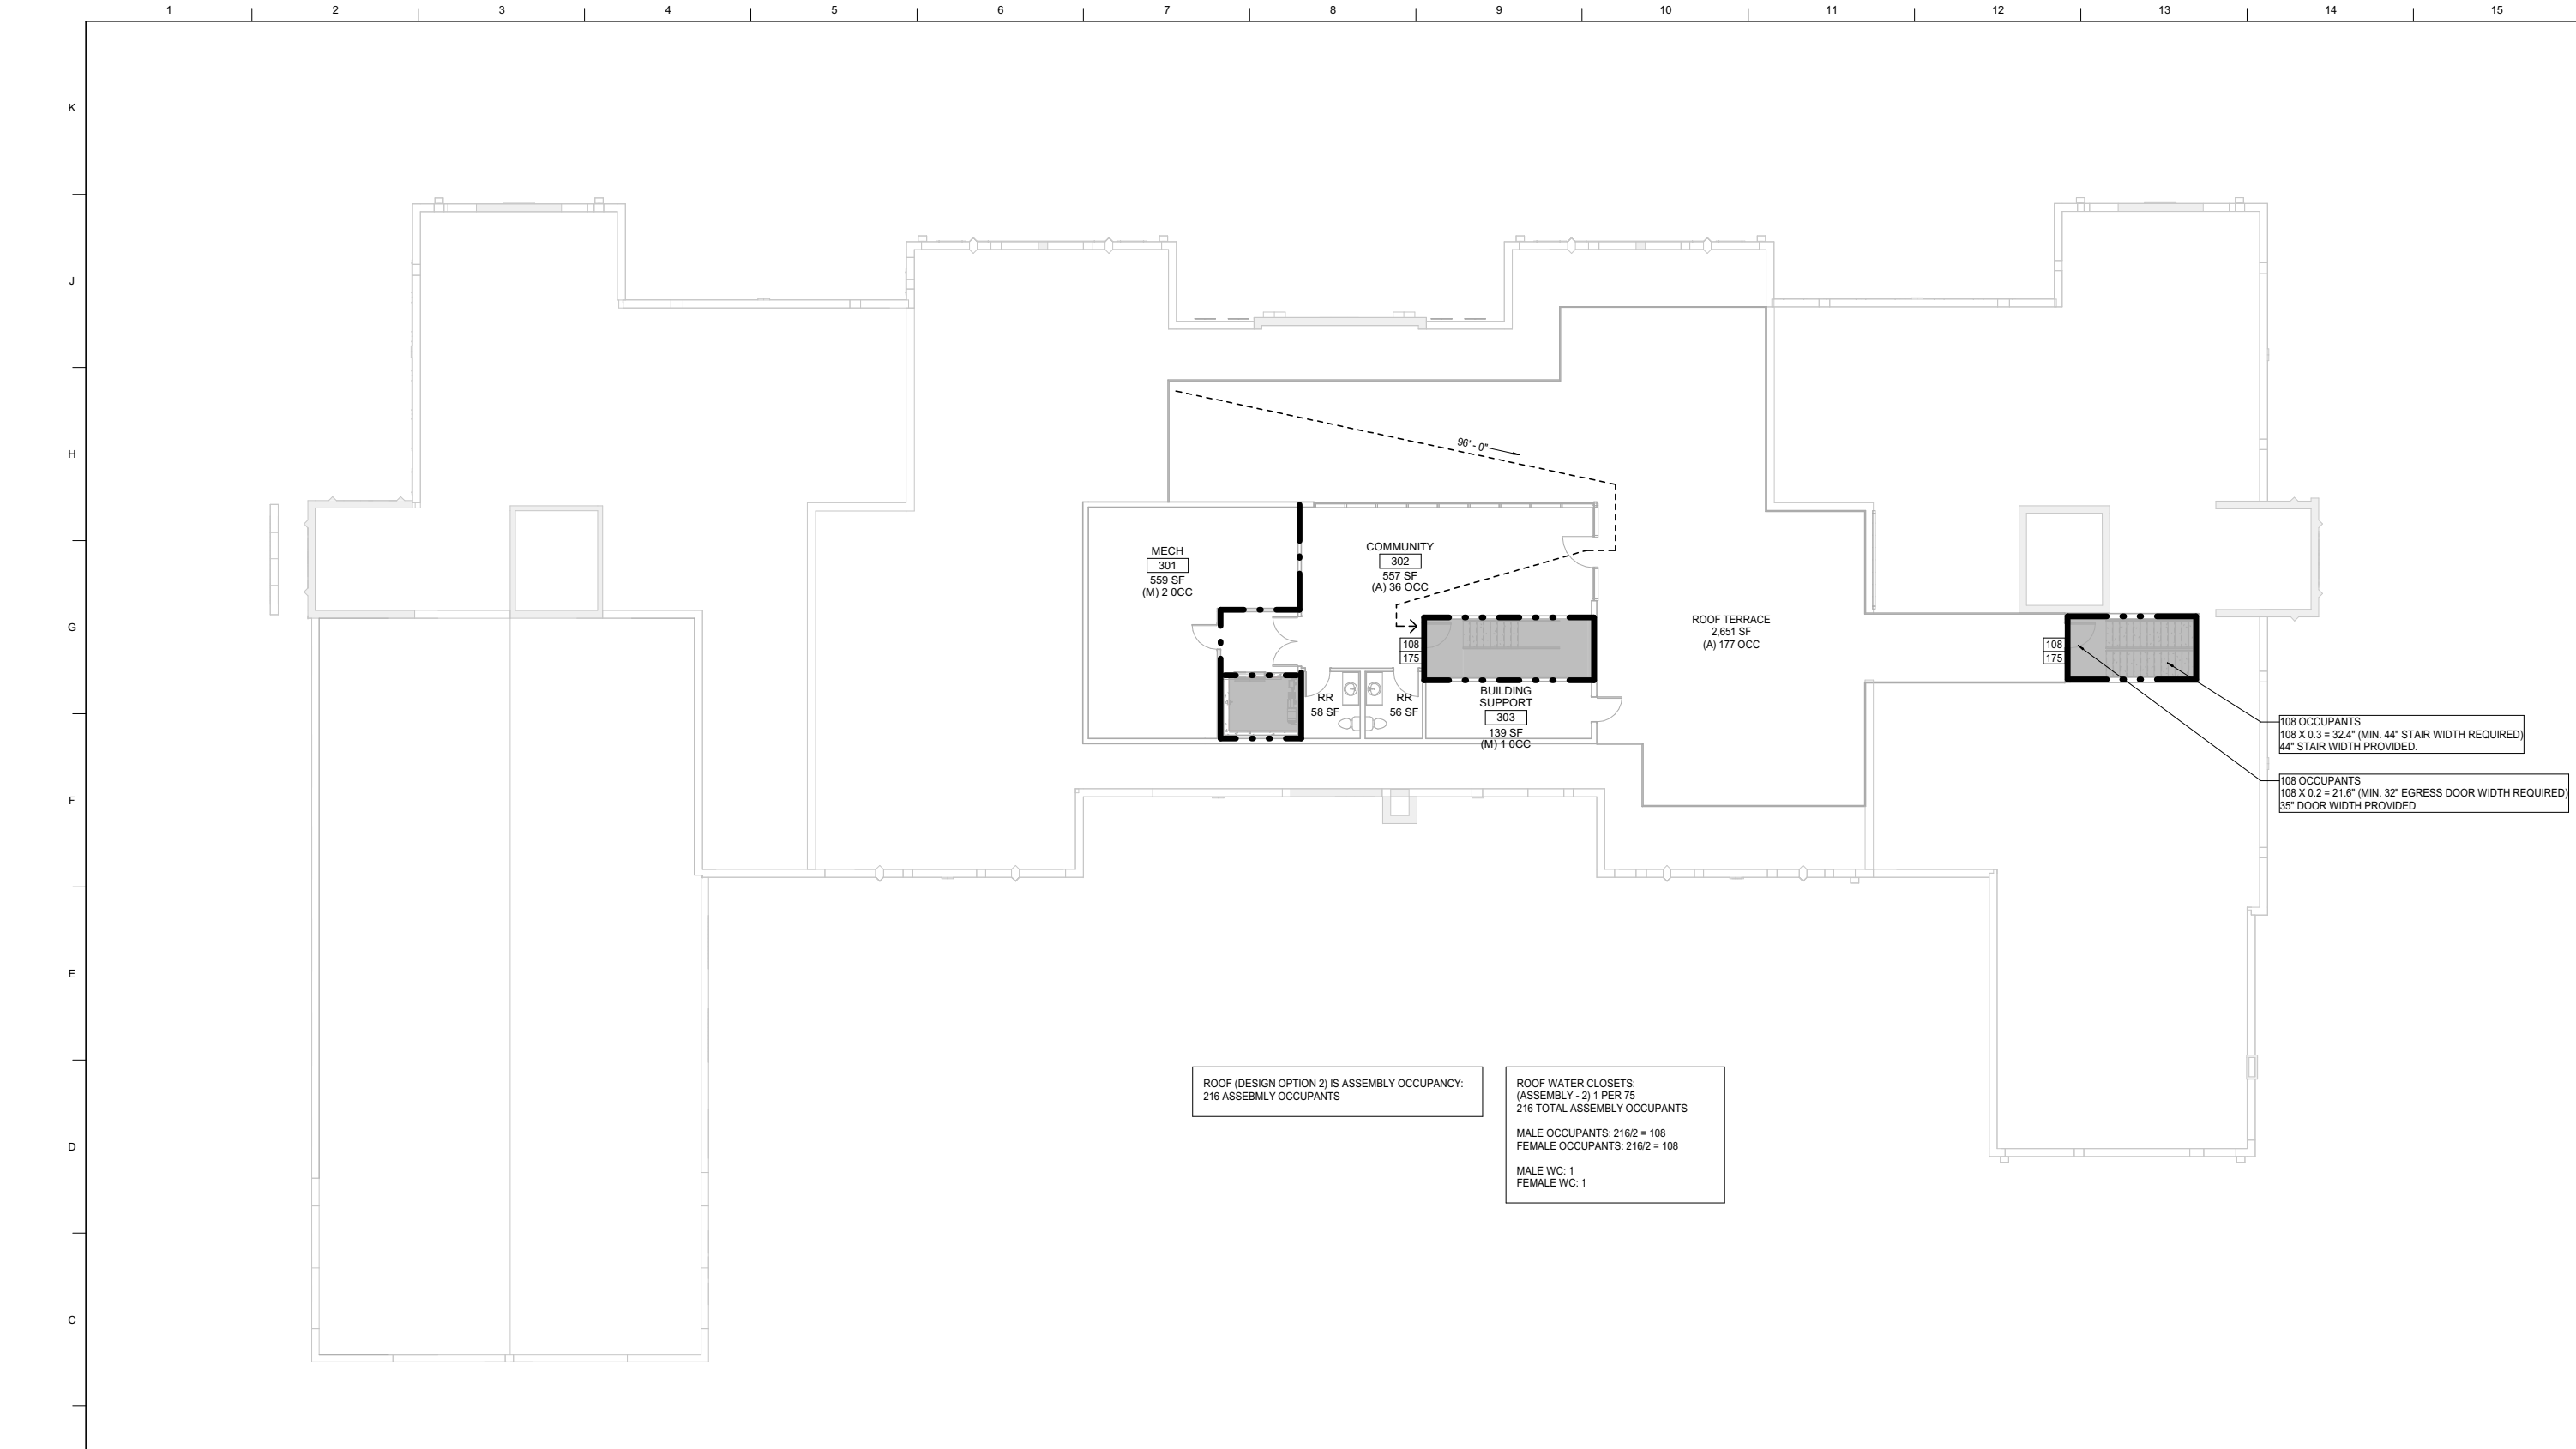 1 2 3 4 5 6 7 8 9 10 11 12 13 14 15
K
J
H
G
F
E
D
C
96' - 0"
MECH
301
559 SF
(M) 2 0CC
COMMUNITY
302
557 SF
(A) 36 OCC
ROOF TERRACE
2,651 SF
(A) 177 OCC
108
175
108
175
RR
58 SF
RR
56 SF
BUILDING
SUPPORT
303
139 SF
(M) 1 0CC
108 OCCUPANTS
108 X 0.3 = 32.4" (MIN. 44" STAIR WIDTH REQUIRED)
44" STAIR WIDTH PROVIDED.
108 OCCUPANTS
108 X 0.2 = 21.6" (MIN. 32" EGRESS DOOR WIDTH REQUIRED)
35" DOOR WIDTH PROVIDED
ROOF (DESIGN OPTION 2) IS ASSEMBLY OCCUPANCY:
216 ASSEBMLY OCCUPANTS
ROOF WATER CLOSETS:
(ASSEMBLY - 2) 1 PER 75
216 TOTAL ASSEMBLY OCCUPANTS
MALE OCCUPANTS: 216/2 = 108
FEMALE OCCUPANTS: 216/2 = 108
MALE WC: 1
FEMALE WC: 1